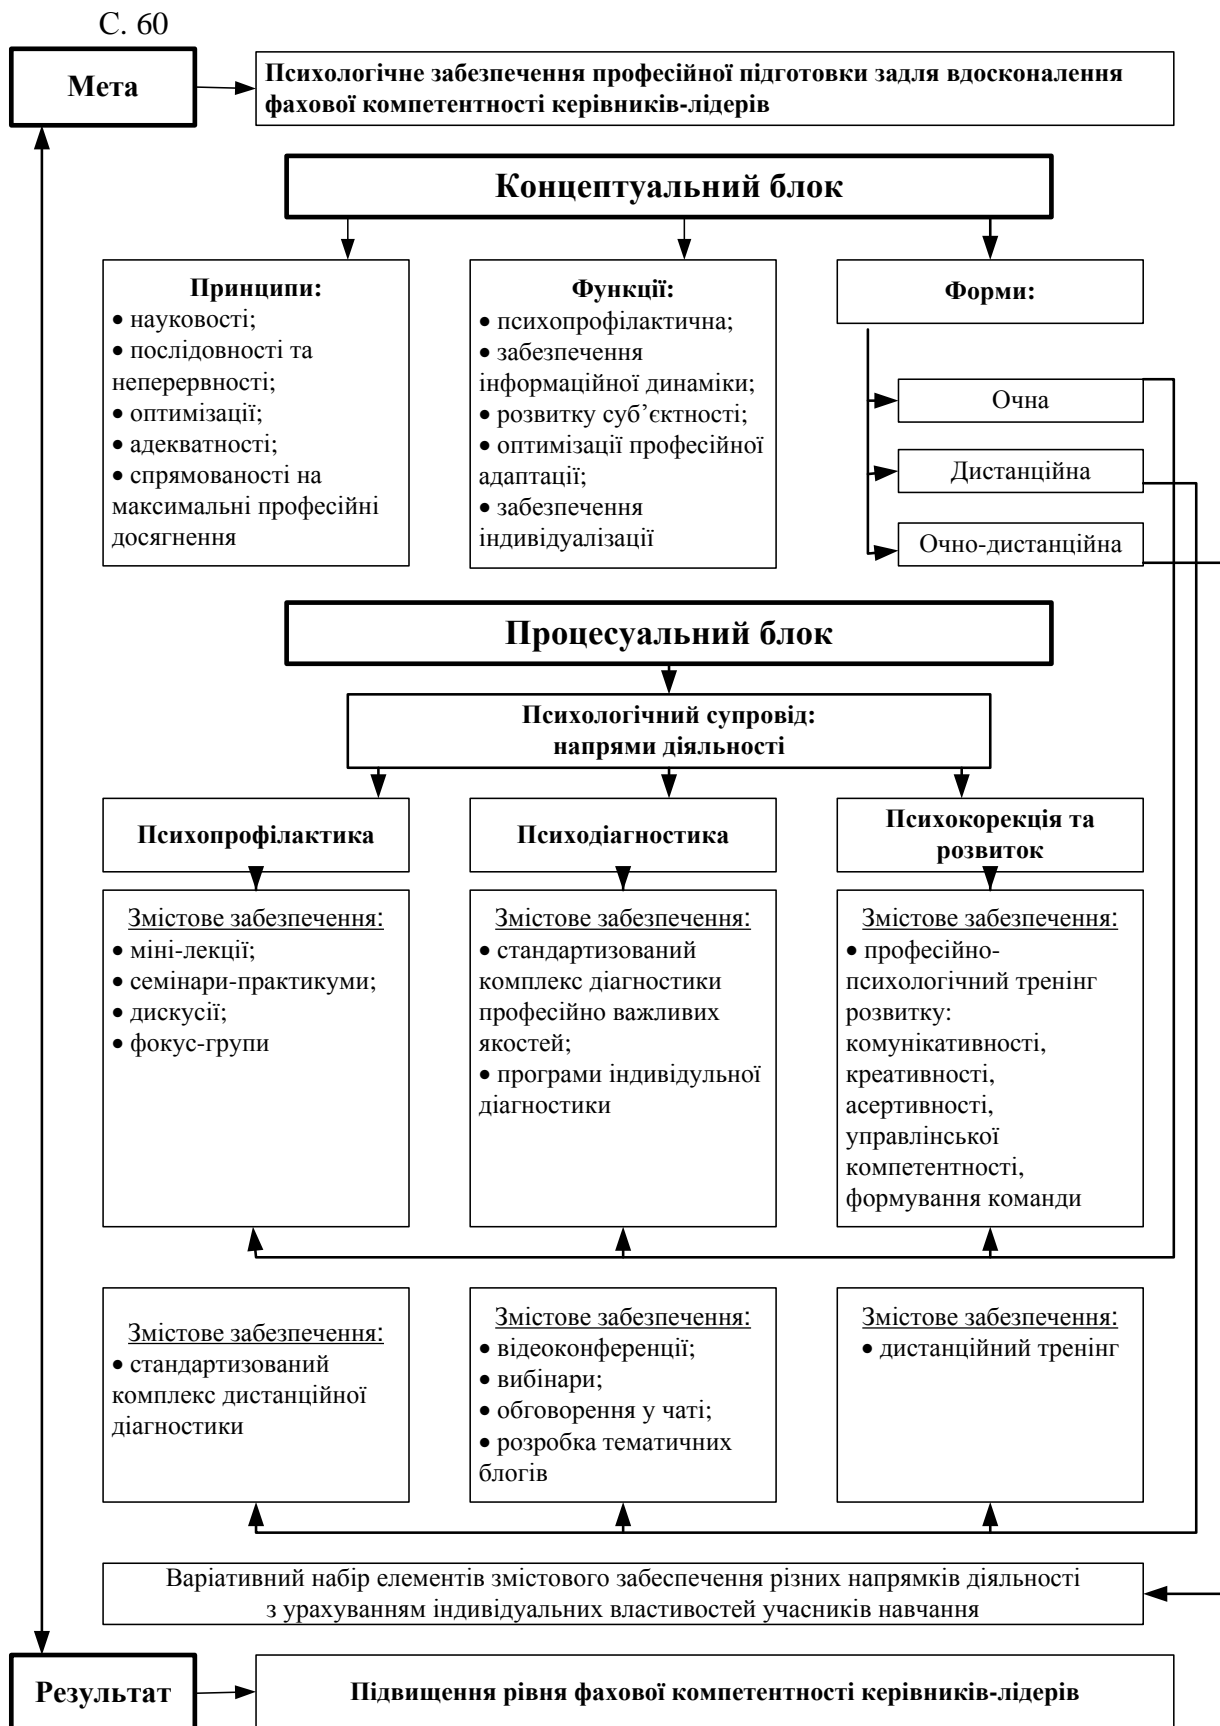 С. 60
Мета
Психологічне забезпечення професійної підготовки задля вдосконалення
фахової компетентності керівників-лідерів
Концептуальний блок
Принципи:
• науковості;
• послідовності та
неперервності;
• оптимізації;
• адекватності;
• спрямованості на
максимальні професійні
досягнення
Функції:
• психопрофілактична;
• забезпечення
інформаційної динаміки;
• розвитку суб’єктності;
• оптимізації професійної
адаптації;
• забезпечення
індивідуалізації
Форми:
Очна
Дистанційна
Очно-дистанційна
Процесуальний блок
Психологічний супровід:
напрями діяльності
Психопрофілактика
Психодіагностика
Психокорекція та
розвиток
Змістове забезпечення:
• міні-лекції;
• семінари-практикуми;
• дискусії;
• фокус-групи
Змістове забезпечення:
• стандартизований
комплекс діагностики
професійно важливих
якостей;
• програми індивідульної
діагностики
Змістове забезпечення:
• професійно-
психологічний тренінг
розвитку:
комунікативності,
креативності,
асертивності,
управлінської
компетентності,
формування команди
Змістове забезпечення:
• стандартизований
комплекс дистанційної
діагностики
Змістове забезпечення:
• відеоконференції;
• вибінари;
• обговорення у чаті;
• розробка тематичних
блогів
Змістове забезпечення:
• дистанційний тренінг
Варіативний набір елементів змістового забеспечення різних напрямків діяльності
з урахуванням індивідуальних властивостей учасників навчання
Результат
Підвищення рівня фахової компетентності керівників-лідерів